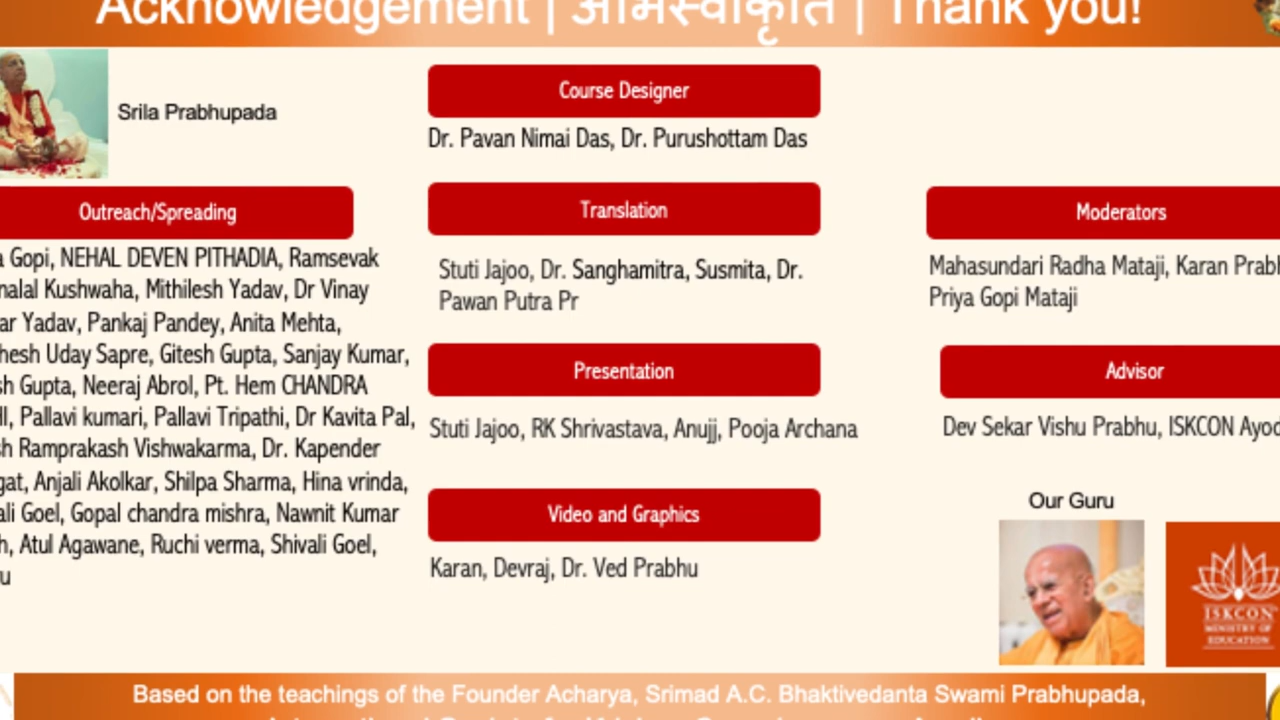 Acknowledgement | अभिस्वीकृति | Thank you!
Srila Prabhupada
Course Designer
Dr. Pavan Nimai Das, Dr. Purushottam Das
Outreach/Spreading
Gopi, NEHAL DEVEN PITHADIA, Ramsevak
Kushwaha, Mithilesh Yadav, Dr Vinay
Yadav, Pankaj Pandey, Anita Mehta,
Uday Sapre, Gitesh Gupta, Sanjay Kumar,
Gupta, Neeraj Abrol, Pt. Hem CHANDRA
Pallavi kumari, Pallavi Tripathi, Dr Kavita Pal,
Ramprakash Vishwakarma, Dr. Kapender
Anjali Akolkar, Shilpa Sharma, Hina vrinda,
Goel, Gopal chandra mishra, Nawnit Kumar
Atul Agawane, Ruchi verma, Shivali Goel,
Translation
Stuti Jajoo, Dr. Sanghamitra, Susmita, Dr.
Pawan Putra Pr
Presentation
Stuti Jajoo, RK Shrivastava, Anujj, Pooja Archana
Video and Graphics
Karan, Devraj, Dr. Ved Prabhu
Moderators
Mahasundari Radha Mataji, Karan
Priya Gopi Mataji
Advisor
Dev Sekar Vishu Prabhu, ISKCON
Our Guru
ISKCON
MINISTRY OF
EDUCATION
Based on the teachings of the Founder Acharya, Srimad A.C. Bhaktivedanta Swami Prabhupada,